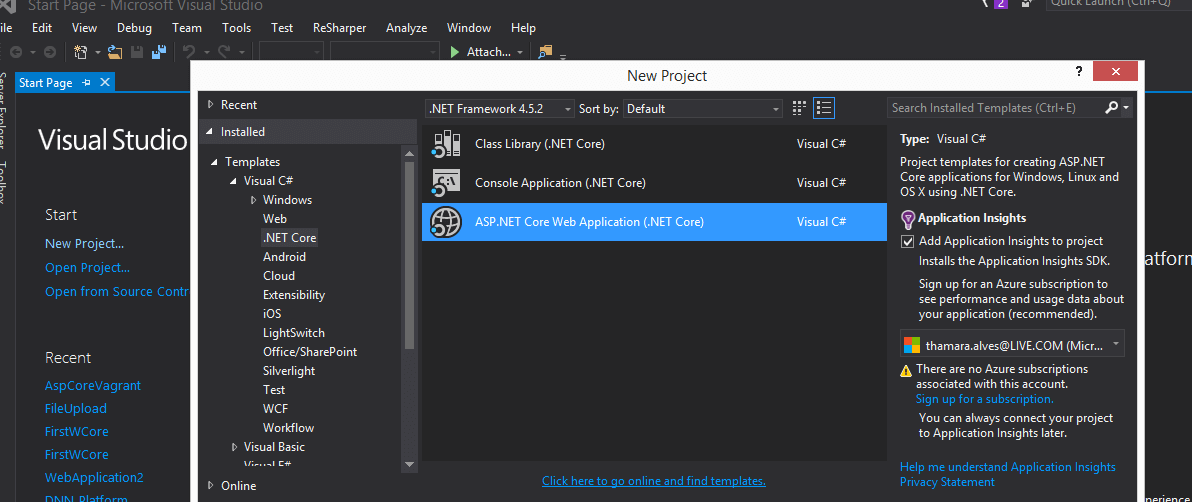 Start Page - Microsoft Visual Studio
2
Quick Launch (Ctrl+Q)
ile Edit View Debug Team Tools Test ReSharper Analyze Window Help
Attach...
Server Explorer
Toolbox
Start Page
New Project
?
Visual Studio
Start
New Project...
Open Project...
Open from Source Contr
Recent
AspCoreVagrant
FileUpload
FirstWCore
FirstWCore
WebApplication2
DNN Platform
Recent
Installed
Templates
Visual C#
Windows
Web
.NET Core
Android
Cloud
Extensibility
iOS
LightSwitch
Office/SharePoint
Silverlight
Test
WCF
Workflow
Visual Basic
Visual F#
Online
.NET Framework 4.5.2 Sort by: Default
Class Library (.NET Core) Visual C#
Console Application (.NET Core) Visual C#
ASP.NET Core Web Application (.NET Core) Visual C#
Click here to go online and find templates.
Search Installed Templates (Ctrl+E)
Type: Visual C#
Project templates for creating ASP.NET
Core applications for Windows, Linux and
OS X using .NET Core.
Application Insights
Add Application Insights to project
Installs the Application Insights SDK.
Sign up for an Azure subscription to
see performance and usage data about
your application (recommended).
thamara.alves@LIVE.COM (Micr...
There are no Azure subscriptions
associated with this account.
Sign up for a subscription.
You can always connect your project
to Application Insights later.
Help me understand Application Insights
Privacy Statement
atform
xperience